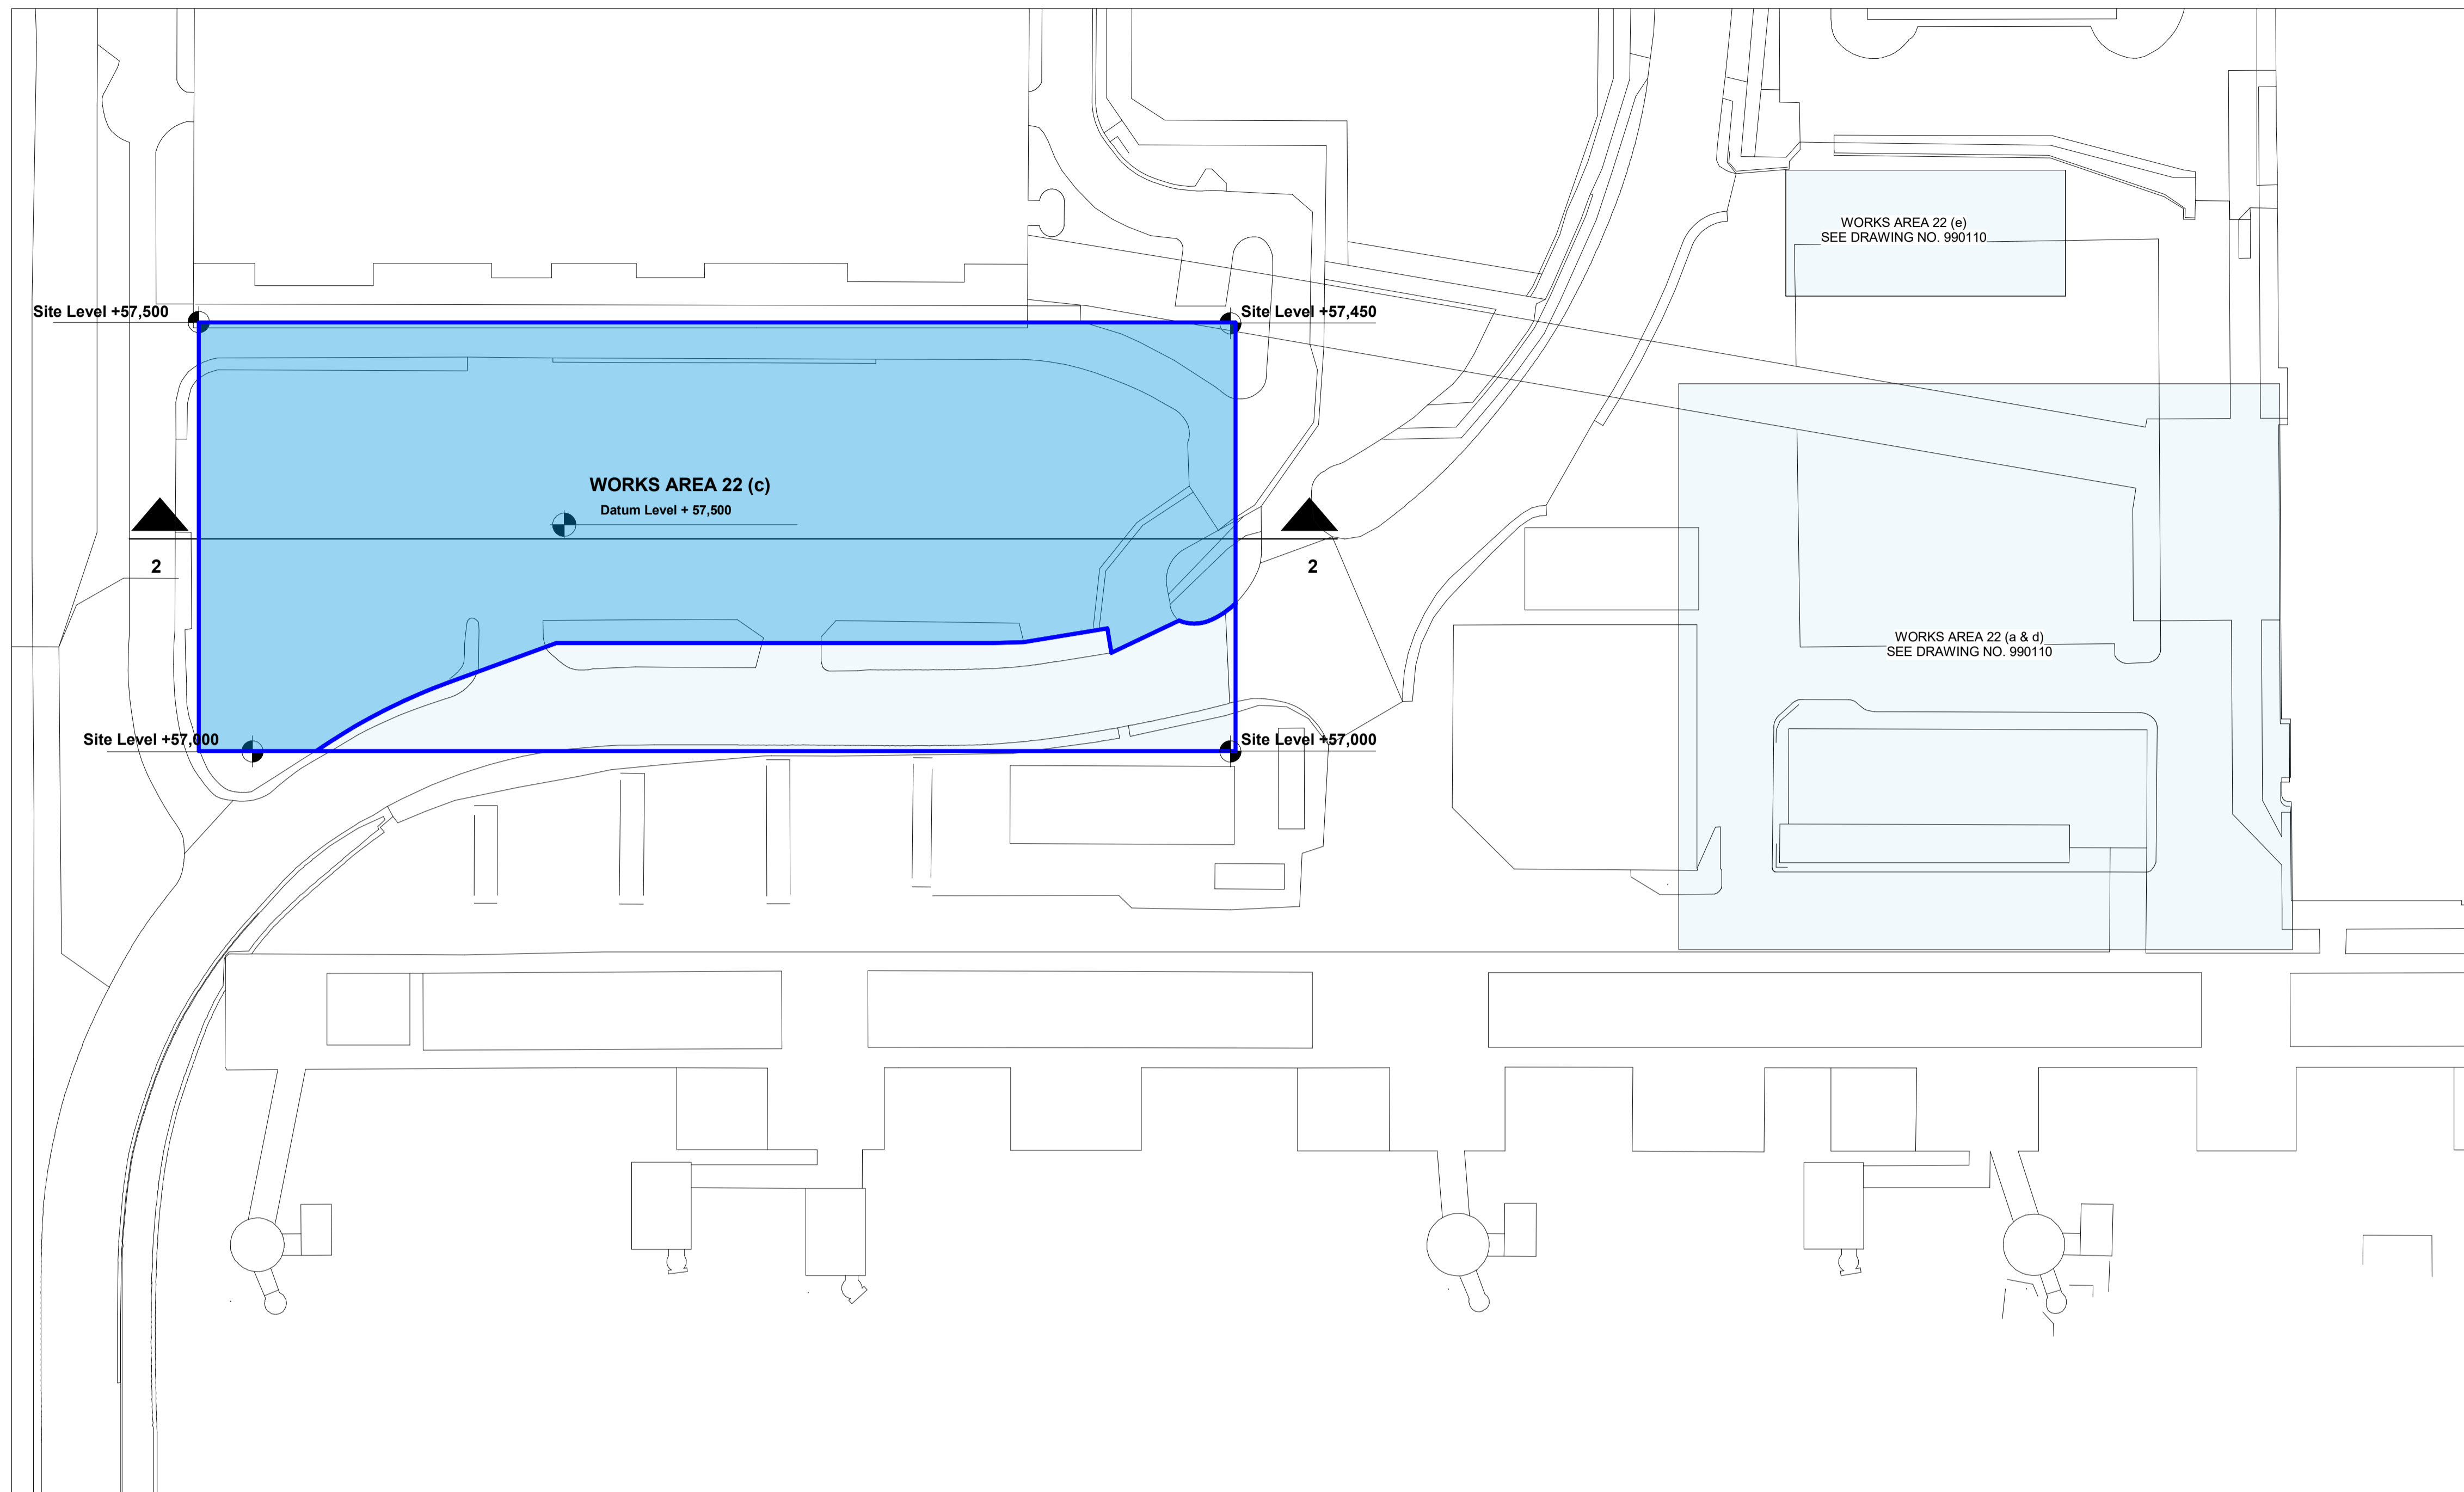 WORKS AREA 22 (e)
SEE DRAWING NO. 990110
Site Level +57,500
Site Level +57,450
WORKS AREA 22 (c)
Datum Level + 57,500
2
2
WORKS AREA 22 (a & d)
SEE DRAWING NO. 990110
Site Level +57,000
Site Level +57,000